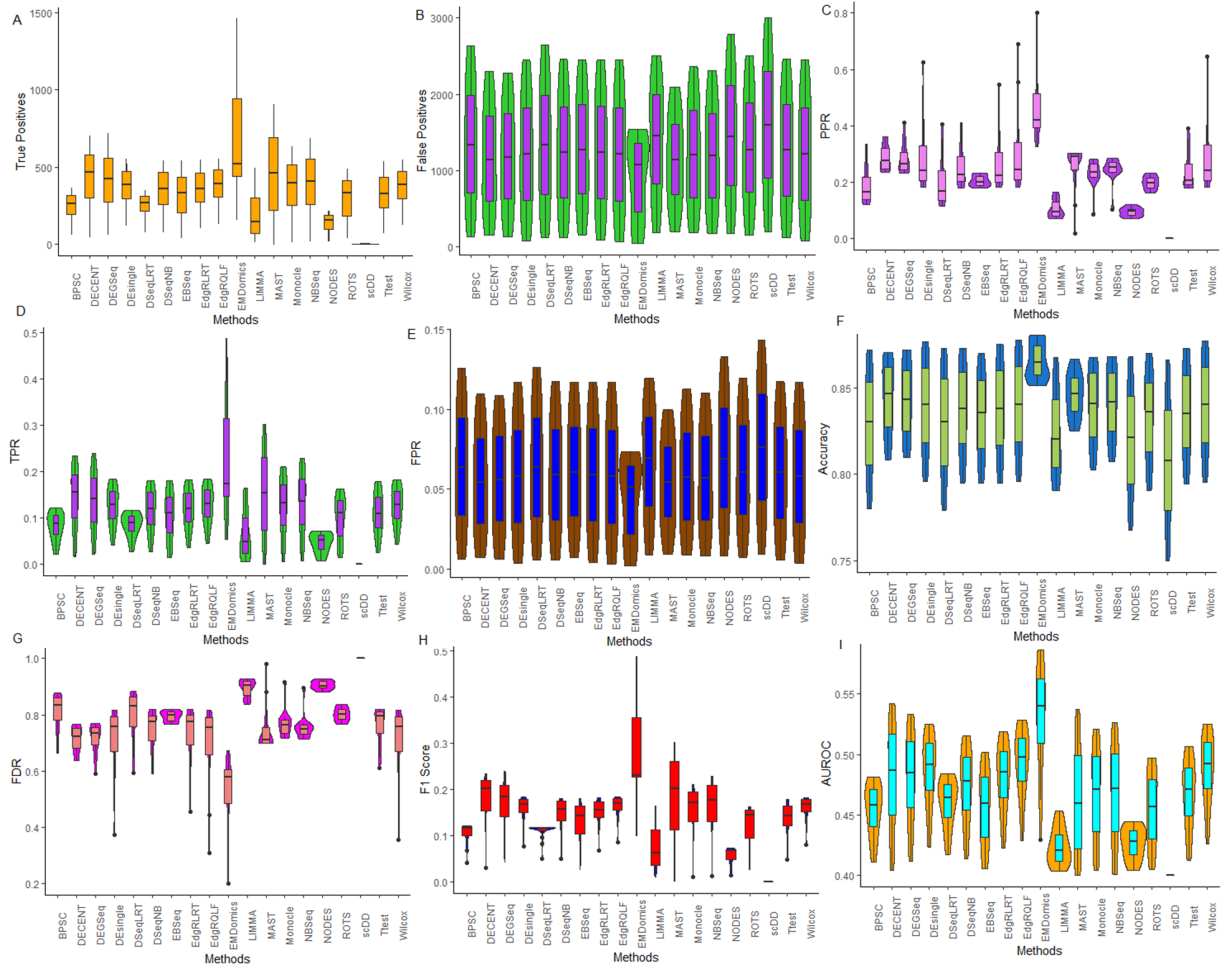 A
True Positives
1500
1000
500
0
BPSC
DECENT
DEGSeq
DEsingle
DSeqLRT
DSeqNB
EBSeq
EdgRLRT
EdgRQLF
EMDomics
LIMMA
MAST
Monocle
NBSeq
NODES
ROTS
scDD
Ttest
Wilcox
Methods
B
False Positives
3000
2000
1000
0
BPSC
DECENT
DEGSeq
DEsingle
DSeqLRT
DSeqNB
EBSeq
EdgRLRT
EdgRQLF
EMDomics
LIMMA
MAST
Monocle
NBSeq
NODES
ROTS
scDD
Ttest
Wilcox
Methods
C
PPR
0.8
0.6
0.4
0.2
0.0
BPSC
DECENT
DEGSeq
DEsingle
DSeqLRT
DSeqNB
EBSeq
EdgRLRT
EdgRQLF
EMDomics
LIMMA
MAST
Monocle
NBSeq
NODES
ROTS
scDD
Ttest
Wilcox
Methods
D
TPR
0.5
0.4
0.3
0.2
0.1
0.0
BPSC
DECENT
DEGSeq
DEsingle
DSeqLRT
DSeqNB
EBSeq
EdgRLRT
EdgRQLF
EMDomics
LIMMA
MAST
Monocle
NBSeq
NODES
ROTS
scDD
Ttest
Wilcox
Methods
E
FPR
0.15
0.10
0.05
0.00
BPSC
DECENT
DEGSeq
DEsingle
DSeqLRT
DSeqNB
EBSeq
EdgRLRT
EdgRQLF
EMDomics
LIMMA
MAST
Monocle
NBSeq
NODES
ROTS
scDD
Ttest
Wilcox
Methods
F
Accuracy
0.85
0.80
0.75
BPSC
DECENT
DEGSeq
DEsingle
DSeqLRT
DSeqNB
EBSeq
EdgRLRT
EdgRQLF
EMDomics
LIMMA
MAST
Monocle
NBSeq
NODES
ROTS
scDD
Ttest
Wilcox
Methods
G
FDR
1.0
0.8
0.6
0.4
0.2
BPSC
DECENT
DEGSeq
DEsingle
DSeqLRT
DSeqNB
EBSeq
EdgRLRT
EdgRQLF
EMDomics
LIMMA
MAST
Monocle
NBSeq
NODES
ROTS
scDD
Ttest
Wilcox
Methods
H
F1 Score
0.5
0.4
0.3
0.2
0.1
0.0
BPSC
DECENT
DEGSeq
DEsingle
DSeqLRT
DSeqNB
EBSeq
EdgRLRT
EdgRQLF
EMDomics
LIMMA
MAST
Monocle
NBSeq
NODES
ROTS
scDD
Ttest
Wilcox
Methods
I
AUROC
0.55
0.50
0.45
0.40
BPSC
DECENT
DEGSeq
DEsingle
DSeqLRT
DSeqNB
EBSeq
EdgRLRT
EdgRQLF
EMDomics
LIMMA
MAST
Monocle
NBSeq
NODES
ROTS
scDD
Ttest
Wilcox
Methods